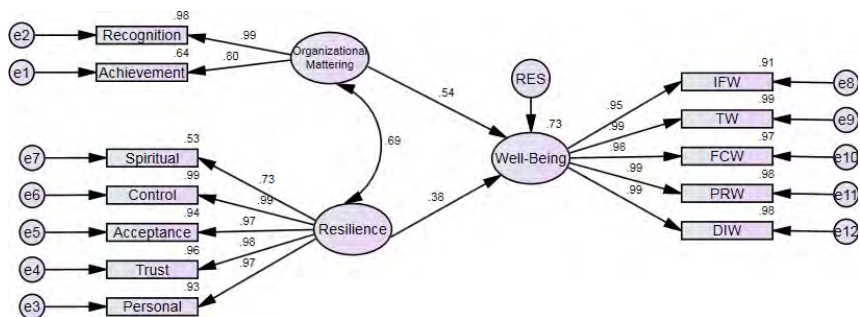 .98
e2
Recognition
.99
Organizational
Mattering
.64
e1
Achievement
.80
RES
.91
IFW
e8
.54
.95
.99
TW
e9
.73
.99
.53
e7
Spiritual
.69
Well-Being
.98
.97
FCW
e10
.99
e6
Control
.73
.99
.99
.98
PRW
e11
.94
e5
Acceptance
.97
Resilience
.38
.99
.98
DIW
e12
.96
e4
Trust
.98
.97
.93
e3
Personal